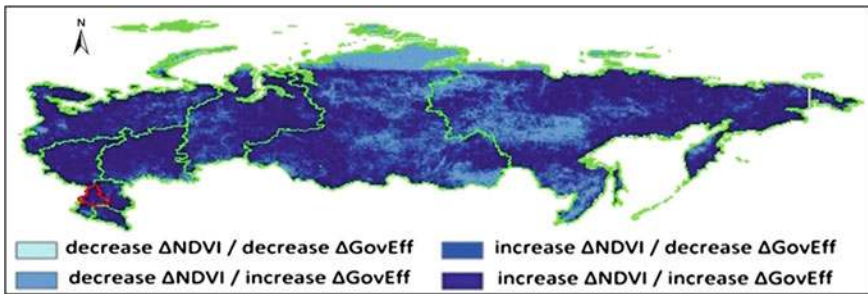 N
decrease ΔNDVI / decrease ΔGovEff
increase ΔNDVI / decrease ΔGovEff
decrease ΔNDVI / increase ΔGovEff
increase ΔNDVI / increase ΔGovEff